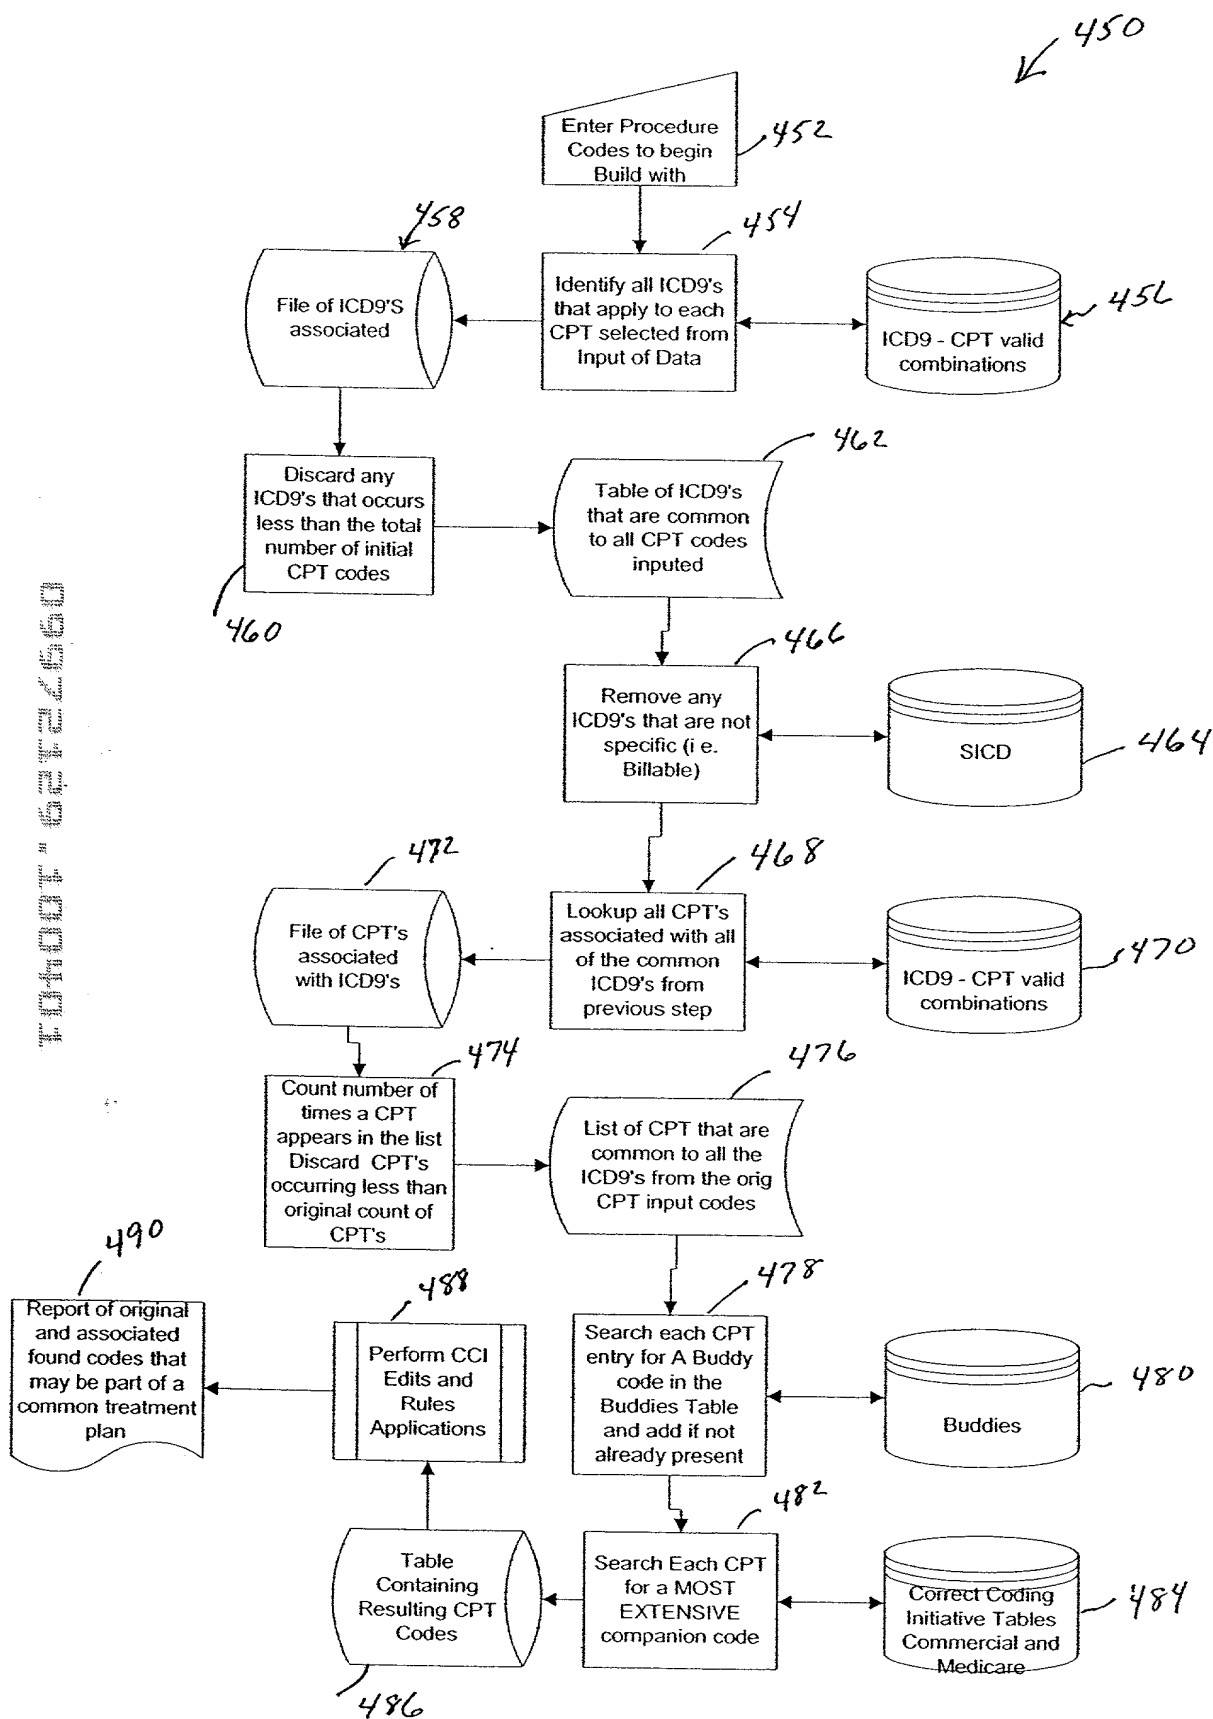 450
Enter Procedure
Codes to begin
Build with
452
458
454
File of ICD9'S
associated
Identify all ICD9's
that apply to each
CPT selected from
Input of Data
ICD9 - CPT valid
combinations
456
462
Discard any
ICD9's that occurs
less than the total
number of initial
CPT codes
460
Table of ICD9's
that are common
to all CPT codes
inputed
466
Remove any
ICD9's that are not
specific (i e.
Billable)
SICD
464
472
468
File of CPT's
associated
with ICD9's
Lookup all CPT's
associated with all
of the common
ICD9's from
previous step
ICD9 - CPT valid
combinations
470
474
476
Count number of
times a CPT
appears in the list
Discard CPT's
occurring less than
original count of
CPT's
List of CPT that are
common to all the
ICD9's from the orig
CPT input codes
490
488
478
Report of original
and associated
found codes that
may be part of a
common treatment
plan
Perform CCI
Edits and
Rules
Applications
Search each CPT
entry for A Buddy
code in the
Buddies Table
and add if not
already present
Buddies
480
482
Table
Containing
Resulting CPT
Codes
486
Search Each CPT
for a MOST
EXTENSIVE
companion code
Correct Coding
Initiative Tables
Commercial and
Medicare
484
09972129.100401